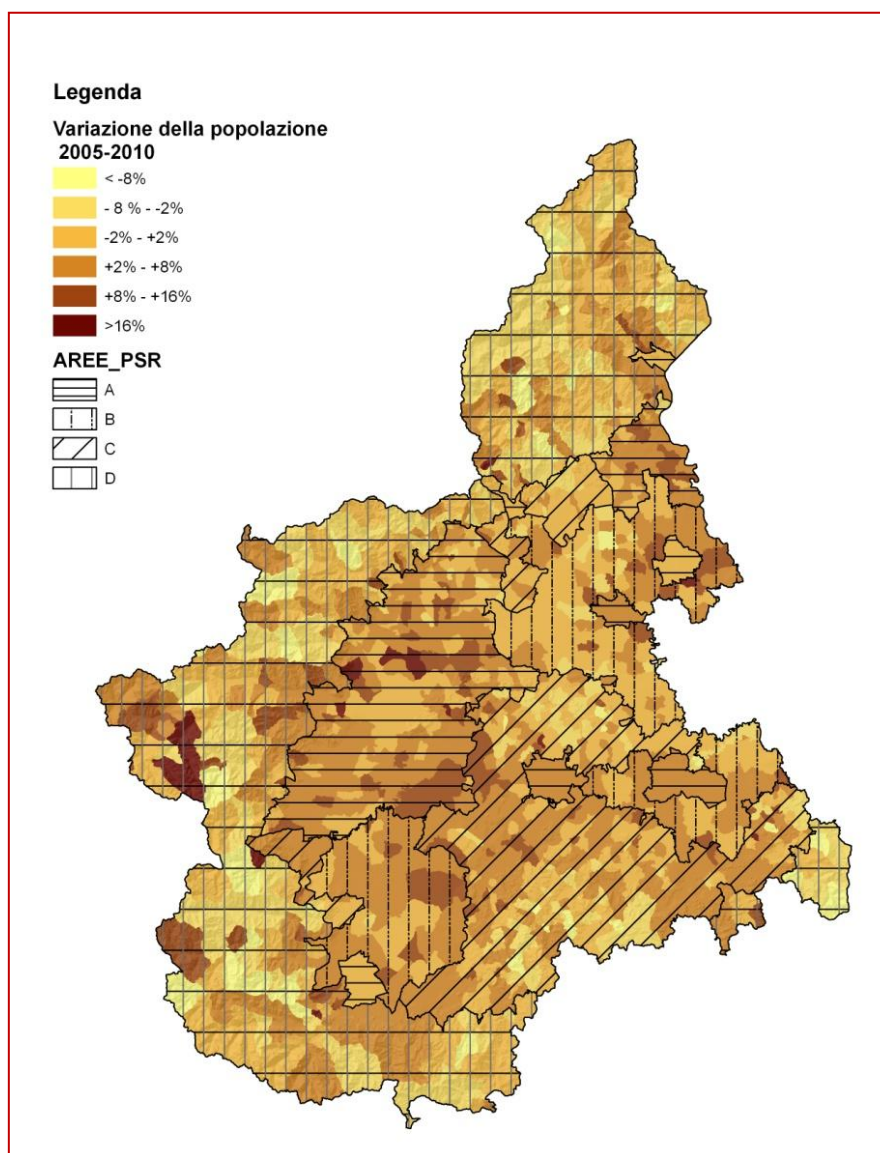 Legenda
Variazione della popolazione
2005-2010
< -8%
- 8 % - -2%
-2% - +2%
+2% - +8%
+8% - +16%
>16%
AREE_PSR
A
B
C
D